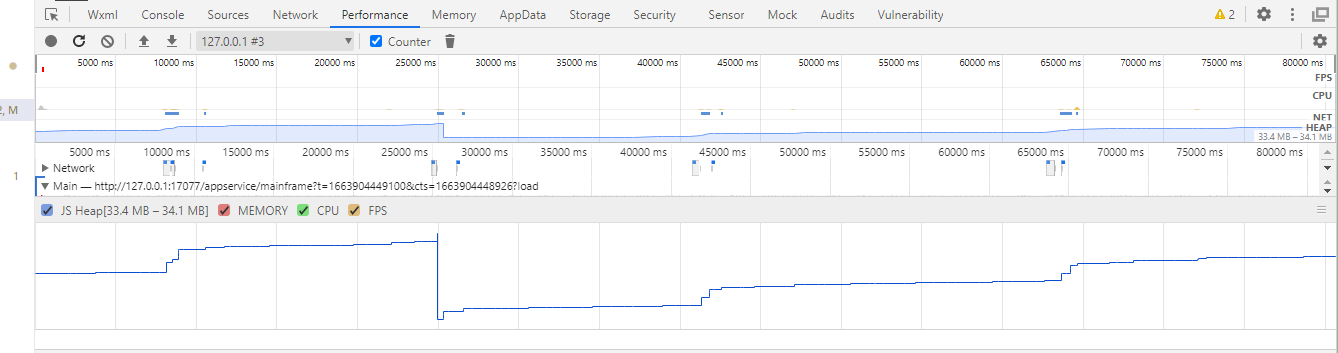 Wxml Console Sources Network Performance Memory AppData Storage Security Sensor Mock Audits Vulnerability 2
127.0.0.1 #3 Counter
5000 ms 10000 ms 15000 ms 20000 ms 25000 ms 30000 ms 35000 ms 40000 ms 45000 ms 50000 ms 55000 ms 60000 ms 65000 ms 70000 ms 75000 ms 80000 ms
FPS
CPU
2, M
NET
HEAP
33.4 MB – 34.1 MB
5000 ms 10000 ms 15000 ms 20000 ms 25000 ms 30000 ms 35000 ms 40000 ms 45000 ms 50000 ms 55000 ms 60000 ms 65000 ms 70000 ms 75000 ms 80000 ms
Network
1
Main — http://127.0.0.1:17077/appservice/mainframe?t=1663904449100&cts=1663904448926?load
JS Heap[33.4 MB – 34.1 MB] MEMORY CPU FPS